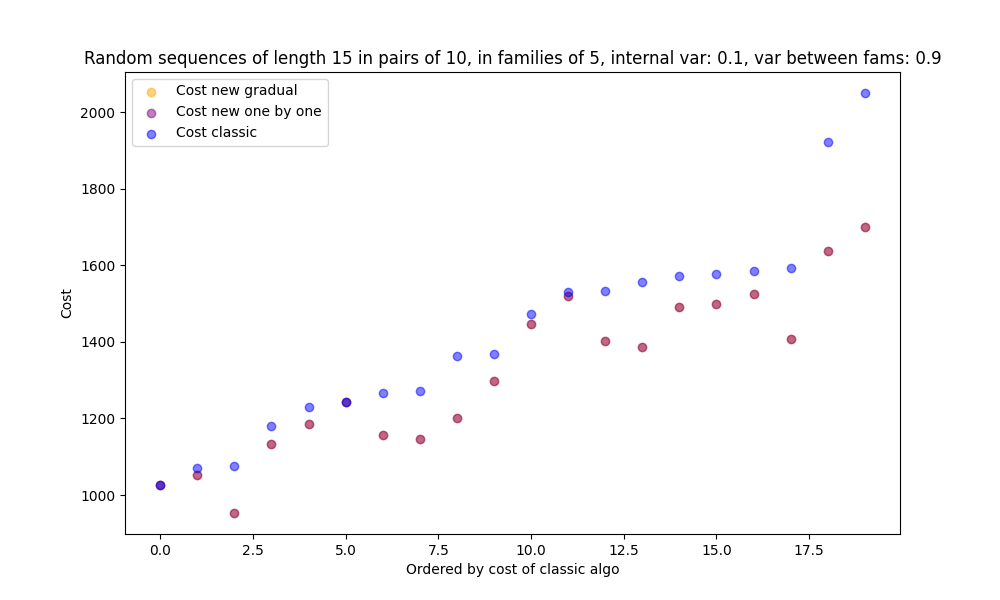 Random sequences of length 15 in pairs of 10, in families of 5, internal var: 0.1, var between fams: 0.9
Cost new gradual
Cost new one by one
Cost classic
2000
1800
1600
1400
1200
1000
Cost
0.0 2.5 5.0 7.5 10.0 12.5 15.0 17.5
Ordered by cost of classic algo